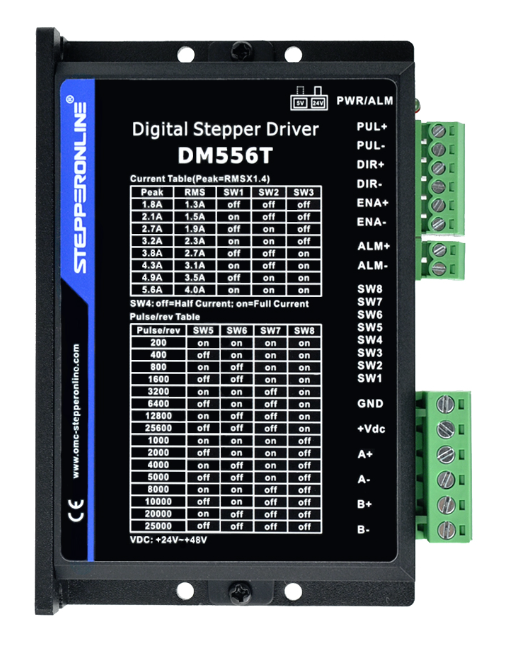 5V 24V PWR/ALM
STEPPERONLINE®
www.omc-stepperonline.com
CE
Digital Stepper Driver
DM556T
Current Table(Peak=RMSX1.4)
Peak RMS SW1 SW2 SW3
1.8A 1.3A off off off
2.1A 1.5A on off off
2.7A 1.9A off on off
3.2A 2.3A on on off
3.8A 2.7A off off on
4.3A 3.1A on off on
4.9A 3.5A off on on
5.6A 4.0A on on on
SW4: off=Half Current; on=Full Current
Pulse/rev Table
Pulse/rev SW5 SW6 SW7 SW8
200 on on on on
400 off on on on
800 on off on on
1600 off off on on
3200 on on off on
6400 off on off on
12800 on off off on
25600 off off off on
1000 on on on off
2000 off on on off
4000 on off on off
5000 off off on off
8000 on on off off
10000 off on off off
20000 on off off off
25000 off off off off
VDC: +24V~+48V
PUL+
PUL-
DIR+
DIR-
ENA+
ENA-
ALM+
ALM-
SW8
SW7
SW6
SW5
SW4
SW3
SW2
SW1
GND
+Vdc
A+
A-
B+
B-